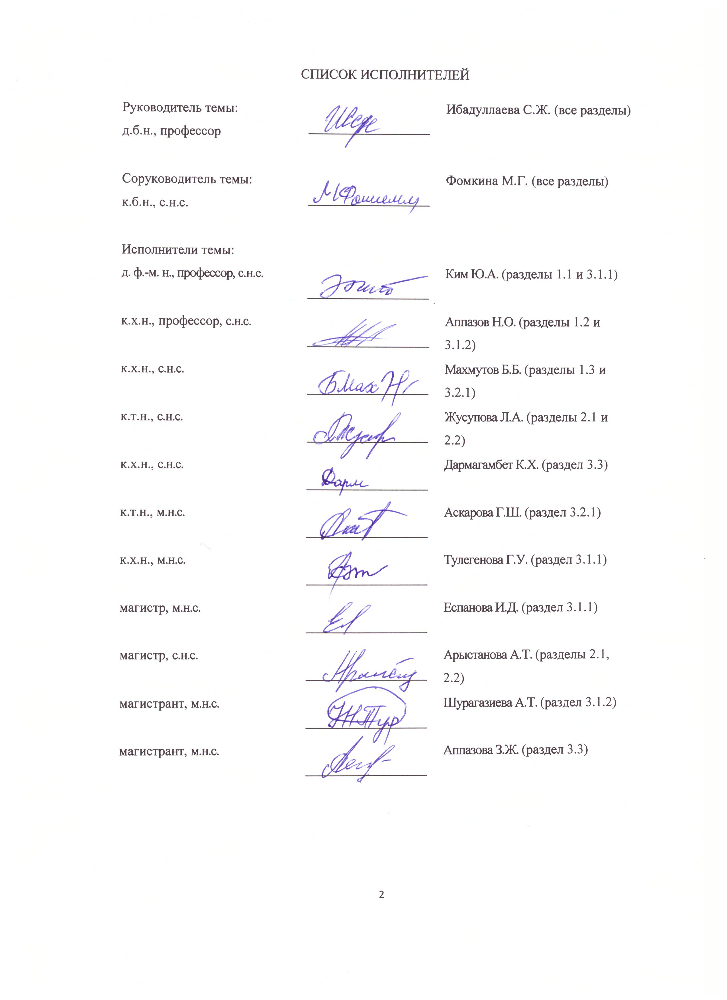 СПИСОК ИСПОЛНИТЕЛЕЙ
Руководитель темы:
д.б.н., профессор
Ибадуллаева С.Ж. (все разделы)
Соруководитель темы:
к.б.н., с.н.с.
Фомкина М.Г. (все разделы)
Исполнители темы:
д. ф.-м. н., профессор, с.н.с.
Ким Ю.А. (разделы 1.1 и 3.1.1)
к.х.н., профессор, с.н.с.
Аппазов Н.О. (разделы 1.2 и
3.1.2)
к.х.н., с.н.с.
БМах
Махмутов Б.Б. (разделы 1.3 и
3.2.1)
к.т.н., с.н.с.
Жусупова Л.А. (разделы 2.1 и
2.2)
к.х.н., с.н.с.
Дарм
Дармагамбет К.Х. (раздел 3.3)
к.т.н., м.н.с.
Аскарова Г.Ш. (раздел 3.2.1)
к.х.н., м.н.с.
Тулегенова Г.У. (раздел 3.1.1)
магистр, м.н.с.
Еспанова И.Д. (раздел 3.1.1)
магистр, с.н.с.
Арыстанова А.Т. (разделы 2.1,
2.2)
магистрант, м.н.с.
Шурагазиева А.Т. (раздел 3.1.2)
магистрант, м.н.с.
Аппазова З.Ж. (раздел 3.3)
2